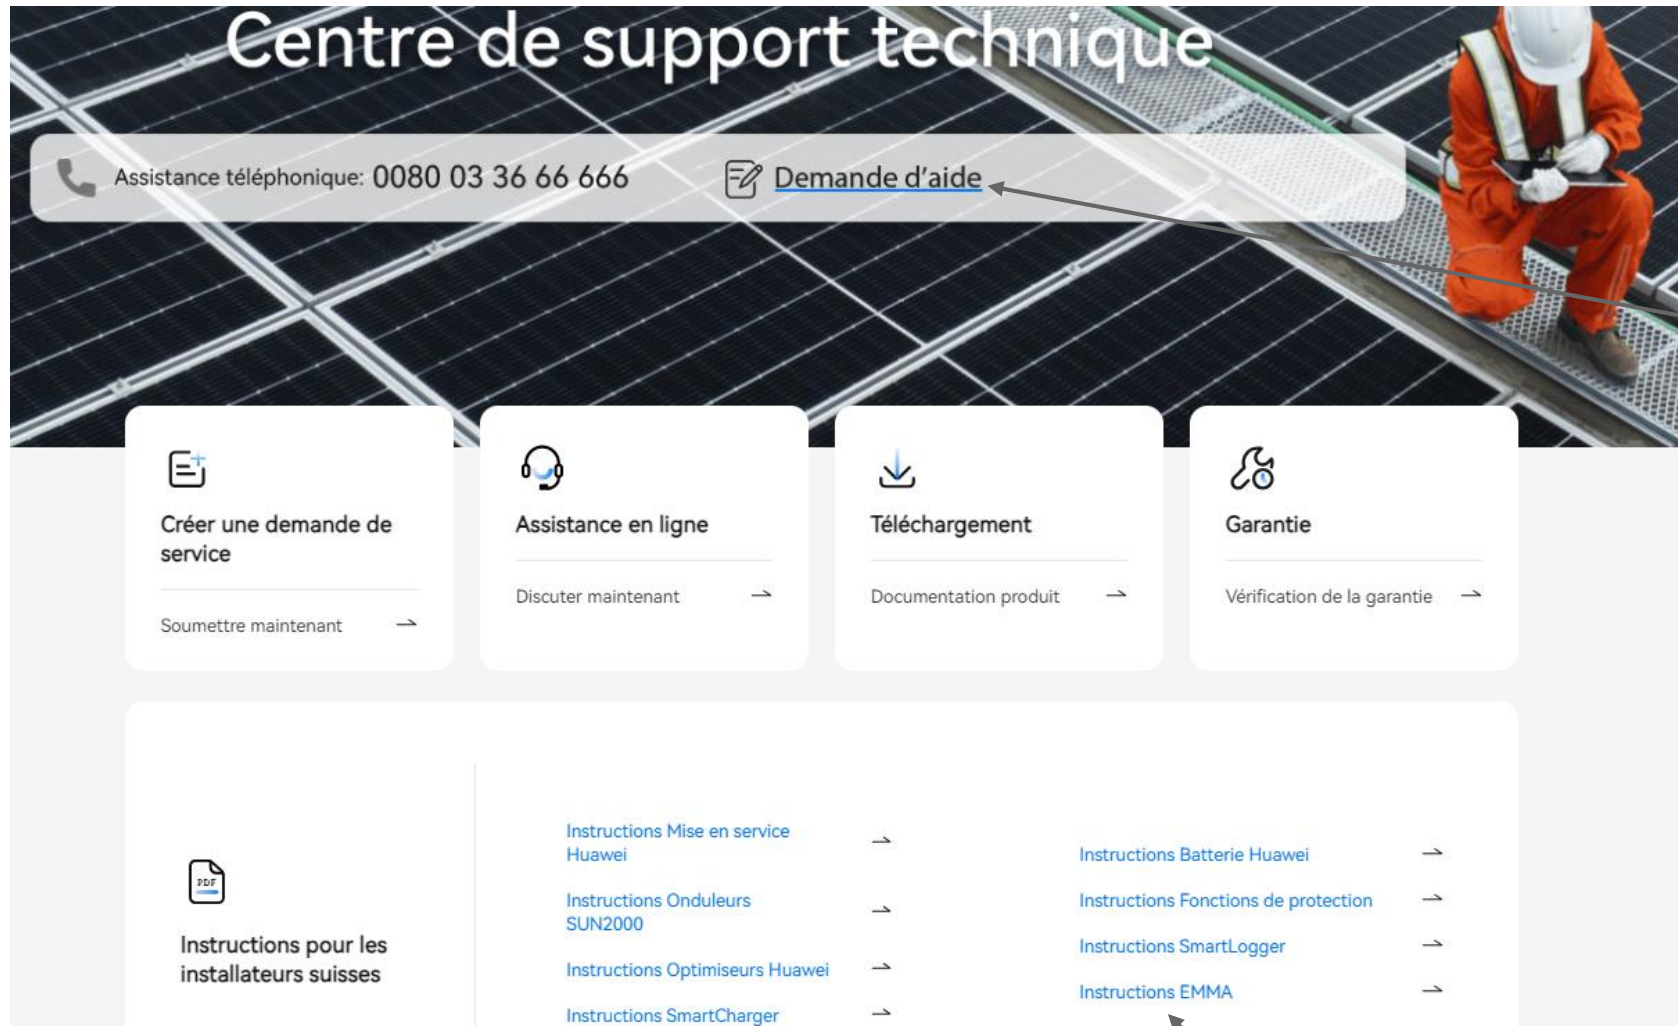 Centre de support technique
Assistance téléphonique: 0080 03 36 66 666
Demande d'aide
Créer une demande de
service
Soumettre maintenant
Assistance en ligne
Discuter maintenant
Téléchargement
Documentation produit
Garantie
Vérification de la garantie
PDF
Instructions pour les
installateurs suisses
Instructions Mise en service
Huawei
Instructions Onduleurs
SUN2000
Instructions Optimiseurs Huawei
Instructions SmartCharger
Instructions Batterie Huawei
Instructions Fonctions de protection
Instructions SmartLogger
Instructions EMMA